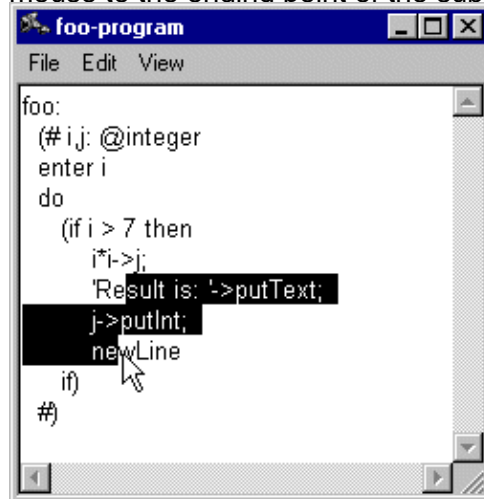 mouse to the ending point of the sub
foo-program
File Edit View
foo:
(# i,j: @integer
enter i
do
(if i > 7 then
i*i->j;
'Result is: '->putText;
j->putInt;
newLine
if)
#)